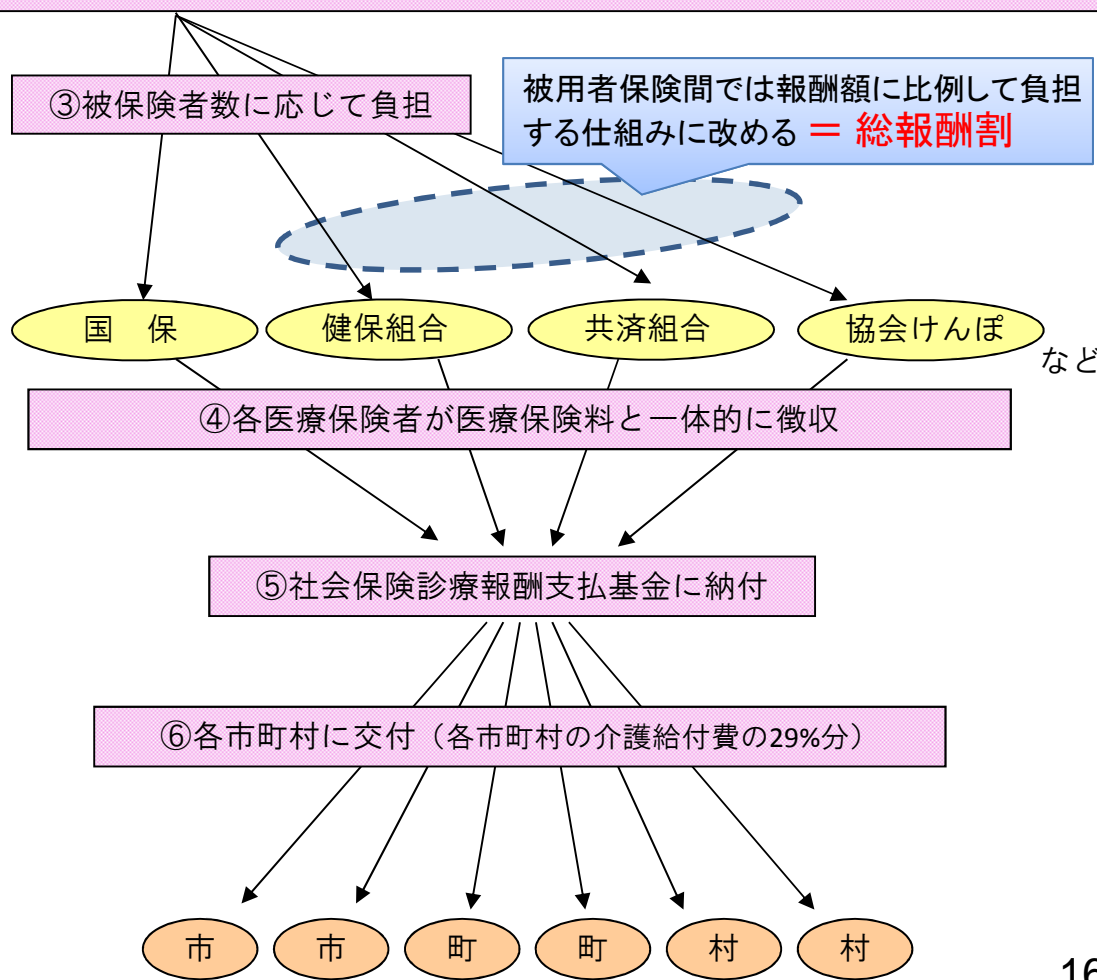 ③被保険者数に応じて負担
被用者保険間では報酬額に比例して負担
する仕組みに改める ＝ 総報酬割
国　保
健保組合
共済組合
協会けんぽ
など
④各医療保険者が医療保険料と一体的に徴収
⑤社会保険診療報酬支払基金に納付
⑥各市町村に交付（各市町村の介護給付費の29%分）
市
市
町
町
村
村
16